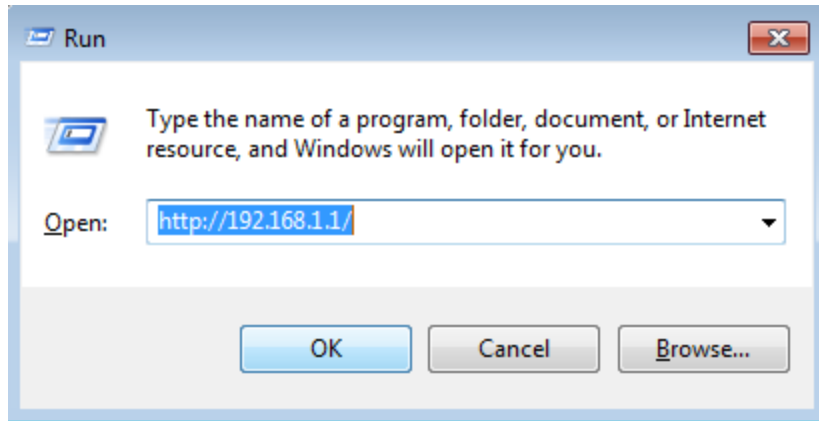 Run
Type the name of a program, folder, document, or Internet
resource, and Windows will open it for you.
Open: http://192.168.1.1/
OK Cancel Browse...